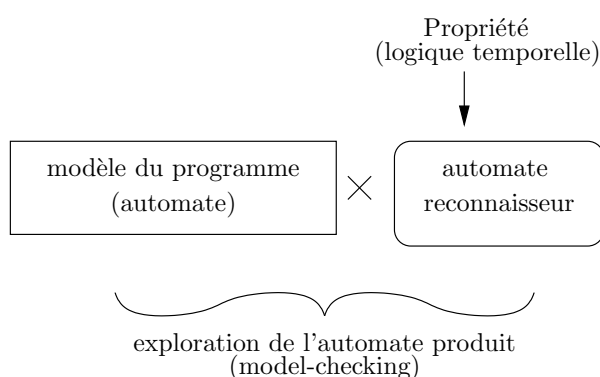 Propriété
(logique temporelle)
modèle du programme
(automate)
×
automate
reconnaisseur
exploration de l'automate produit
(model-checking)